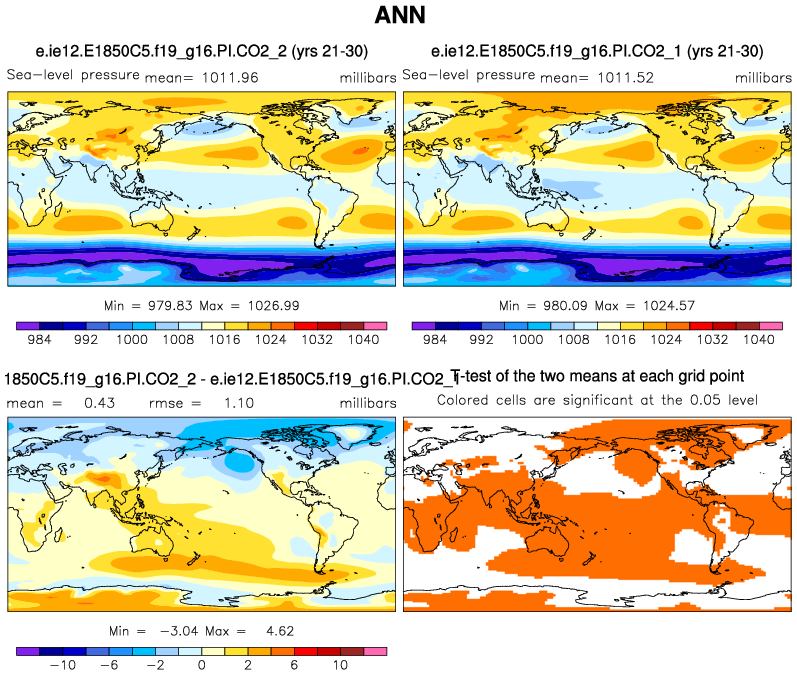 ANN
e.ie12.E1850C5.f19_g16.PI.CO2_2 (yrs 21-30)
e.ie12.E1850C5.f19_g16.PI.CO2_1 (yrs 21-30)
Sea-level pressure mean= 1011.96 millibars
Sea-level pressure mean= 1011.52 millibars
Min = 979.83 Max = 1026.99
Min = 980.09 Max = 1024.57
984 992 1000 1008 1016 1024 1032 1040
984 992 1000 1008 1016 1024 1032 1040
1850C5.f19_g16.PI.CO2_2 - e.ie12.E1850C5.f19_g16.PI.CO2_
T-test of the two means at each grid point
mean = 0.43 rmse = 1.10 millibars
Colored cells are significant at the 0.05 level
Min = -3.04 Max = 4.62
-10 -6 -2 0 2 6 10